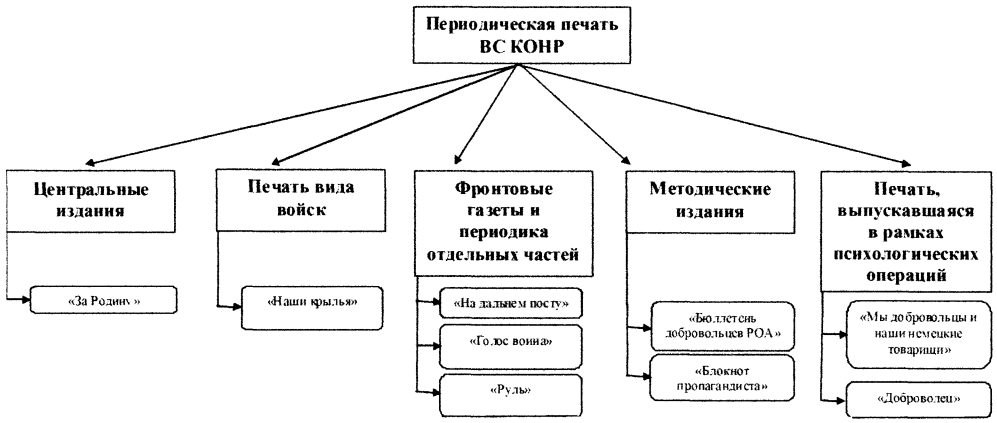 Периодическая печать
ВС КОНР
Центральные
издания
«За Родину»
Печать вида
войск
«Наши крылья»
Фронтовые
газеты и
периодика
отдельных частей
«На дальнем посту»
«Голос воина»
«Руль»
Методические
издания
«Бюллетень
добровольцев РОА»
«Блокнот
пропагандиста»
Печать,
выпускавшаяся
в рамках
психологических
операций
«Мы добровольцы и
наши немецкие
товарищи»
«Доброволец»